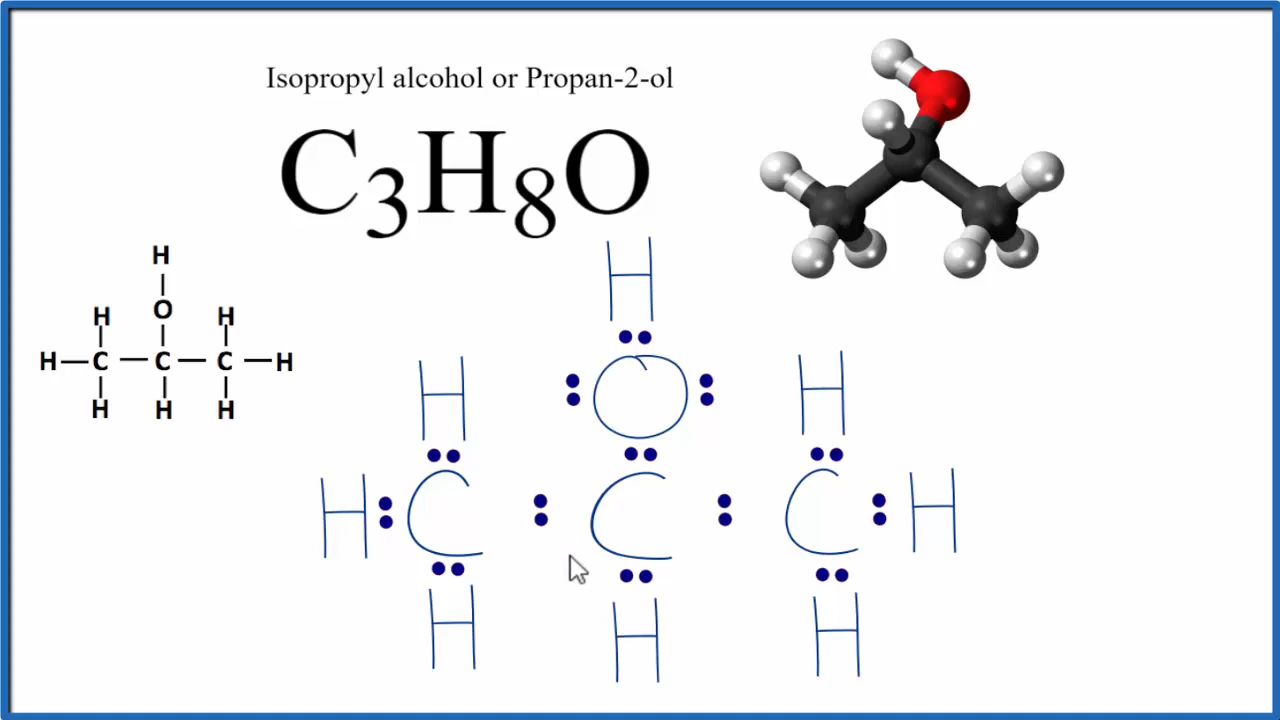 Isopropyl alcohol or Propan-2-ol
C₃H₈O
H
O
H H
H C C C H
H H H
H
H O H
H C C C H
H H H